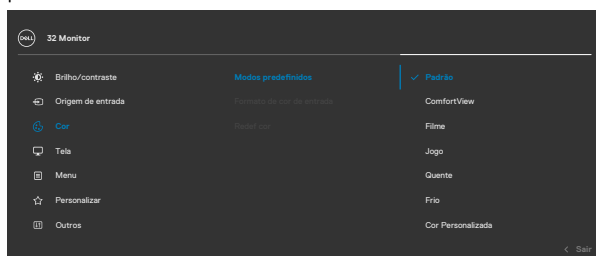 DELL
32 Monitor
Brilho/contraste
Modos predefinidos
Padrão
Origem de entrada
Formato de cor de entrada
ComfortView
Cor
Redef cor
Filme
Tela
Jogo
Menu
Quente
Personalizar
Frio
Outros
Cor Personalizada
Sair